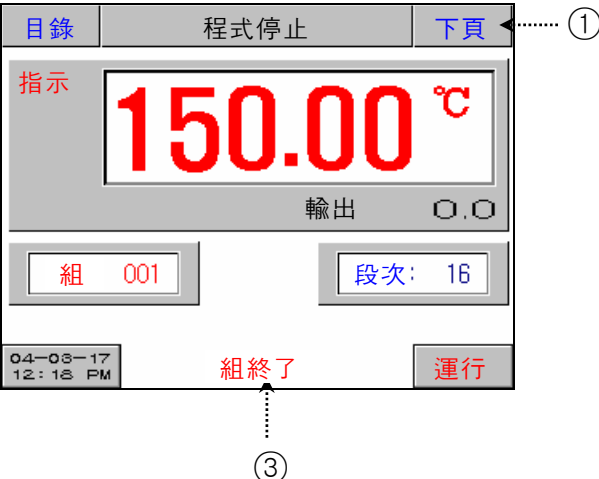 目錄 程式停止 下頁 ①
指示
150.00 ℃
輸出 0.0
組 001 段次: 16
04-03-17
12:18 PM
組終了 運行
③